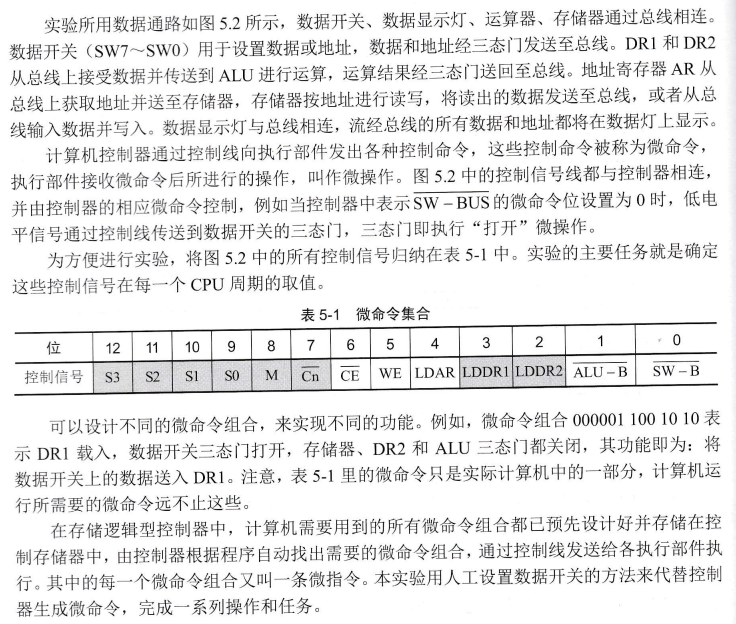 实验所用数据通路如图 5.2 所示，数据开关、数据显示灯、运算器、存储器通过总线相连。
数据开关（SW7～SW0）用于设置数据或地址，数据和地址经三态门发送至总线。DR1 和 DR2
从总线上接受数据并传送到 ALU 进行运算，运算结果经三态门送回至总线。地址寄存器 AR 从
总线上获取地址并送至存储器，存储器按地址进行读写，将读出的数据发送至总线，或者从总
线输入数据并写入。数据显示灯与总线相连，流经总线的所有数据和地址都将在数据灯上显示。
计算机控制器通过控制线向执行部件发出各种控制命令，这些控制命令被称为微命令，
执行部件接收微命令后所进行的操作，叫作微操作。图 5.2 中的控制信号线都与控制器相连，
并由控制器的相应微命令控制，例如当控制器中表示 S̅W̅ ̅–̅ ̅B̅U̅S̅ 的微命令位设置为 0 时，低电
平信号通过控制线传送到数据开关的三态门，三态门即执行“打开”微操作。
为方便进行实验，将图 5.2 中的所有控制信号归纳在表 5-1 中。实验的主要任务就是确定
这些控制信号在每一个 CPU 周期的取值。
表 5-1 微命令集合
位 12 11 10 9 8 7 6 5 4 3 2 1 0
控制信号 S3 S2 S1 S0 M C̅n̅ C̅E̅ WE LDAR LDDR1 LDDR2 A̅L̅U̅ ̅–̅ ̅B̅ S̅W̅ ̅–̅ ̅B̅
可以设计不同的微命令组合，来实现不同的功能。例如，微命令组合 000001 100 10 10 表
示 DR1 载入，数据开关三态门打开，存储器、DR2 和 ALU 三态门都关闭，其功能即为：将
数据开关上的数据送入 DR1。注意，表 5-1 里的微命令只是实际计算机中的一部分，计算机运
行所需要的微命令远不止这些。
在存储逻辑型控制器中，计算机需要用到的所有微命令组合都已预先设计好并存储在控
制存储器中，由控制器根据程序自动找出需要的微命令组合，通过控制线发送给各执行部件执
行。其中的每一个微命令组合又叫一条微指令。本实验用人工设置数据开关的方法来代替控制
器生成微命令，完成一系列操作和任务。